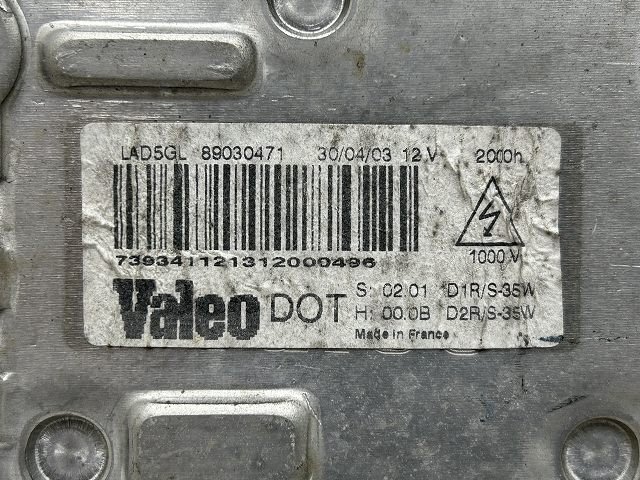 LAD5GL 89030471 30/04/03 12 V 2000h
739341121312000496
1000 V
Valeo DOT
S: 02.01 D1R/S-35W
H: 00.0B D2R/S-35W
Made in France